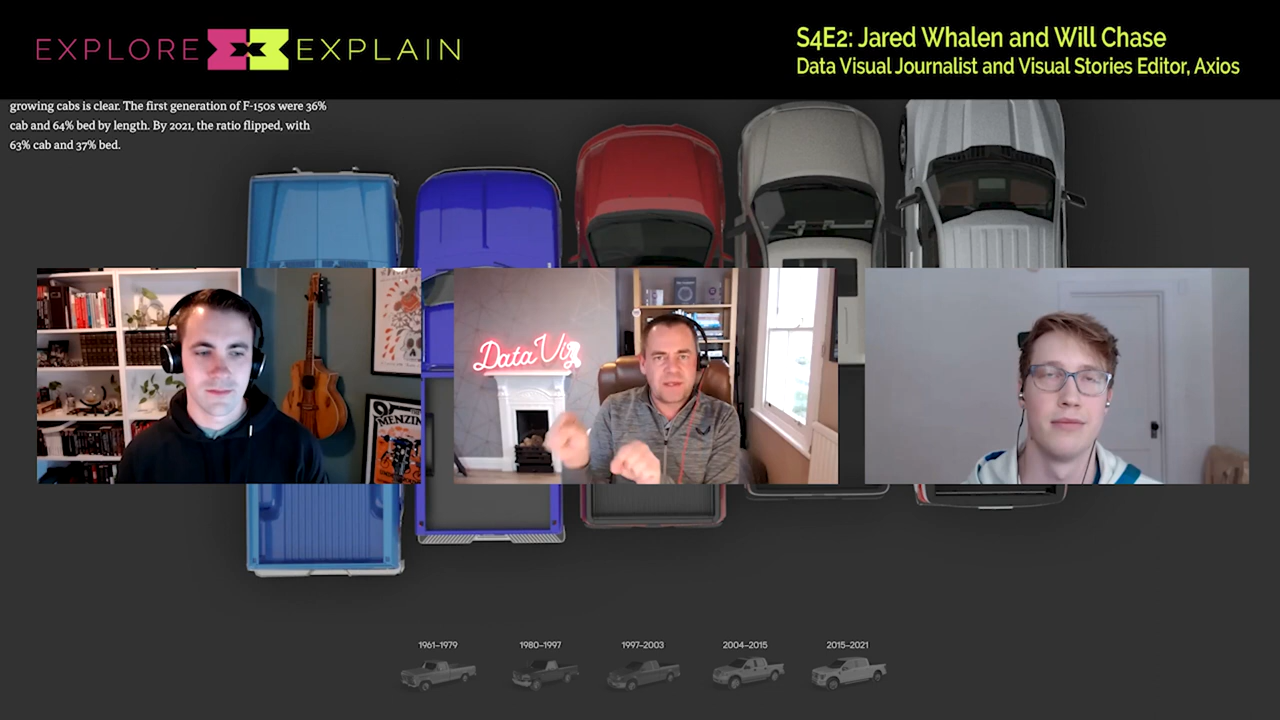 EXPLORE EXPLAIN
S4E2: Jared Whalen and Will Chase
Data Visual Journalist and Visual Stories Editor, Axios
growing cabs is clear. The first generation of F-150s were 36%
cab and 64% bed by length. By 2021, the ratio flipped, with
63% cab and 37% bed.
Data Viz
MENZIN
1961–1979
1980–1997
1997–2003
2004–2015
2015–2021